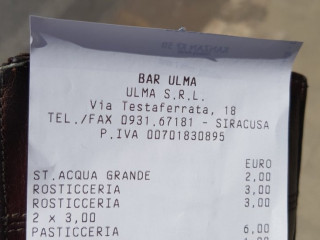 BAR ULMA
ULMA S.R.L.
Via Testaferrata, 18
TEL./FAX 0931.67181 - SIRACUSA
P.IVA 00701830895
EURO
ST.ACQUA GRANDE 2,00
ROSTICCERIA 3,00
ROSTICCERIA 3,00
2 x 3,00
PASTICCERIA 6,00